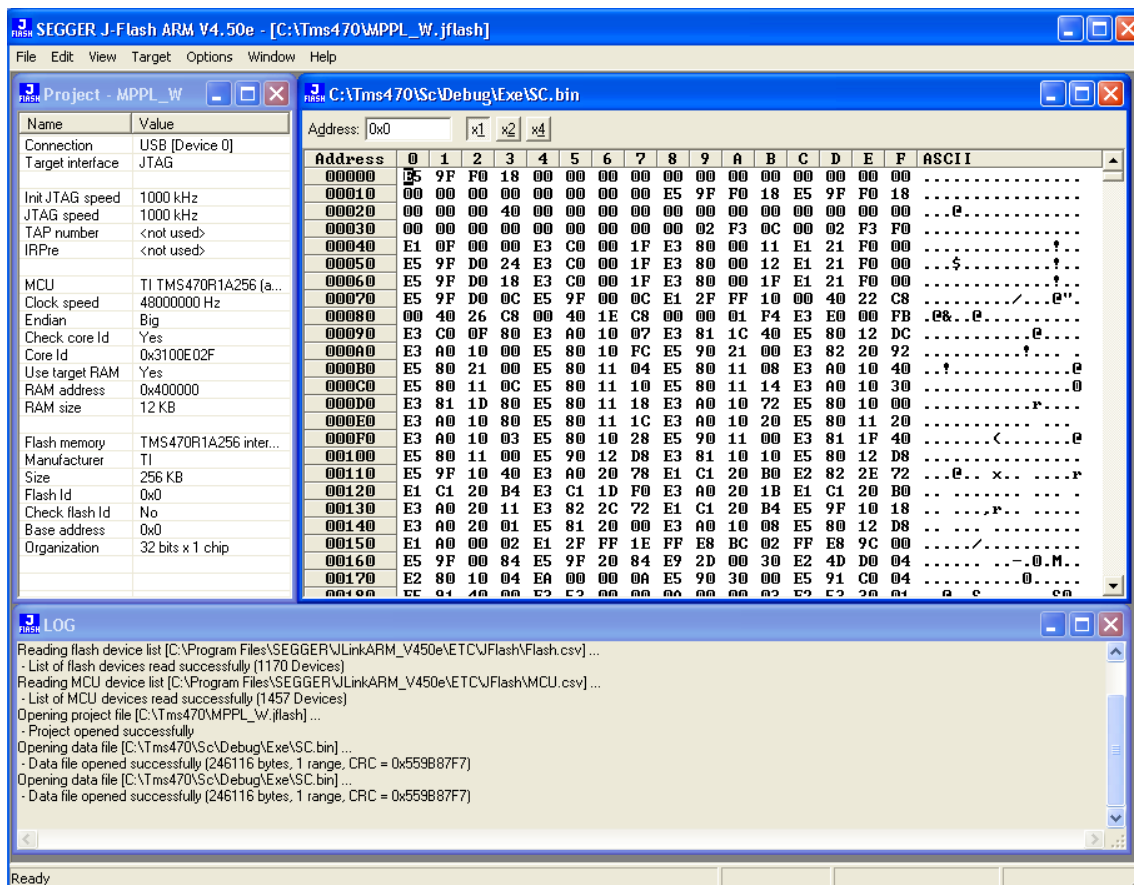 SEGGER J-Flash ARM V4.50e - [C:\Tms470\MPPL_W.jflash]
File Edit View Target Options Window Help
Project - MPPL_W
Name Value
Connection USB [Device 0]
Target interface JTAG
Init JTAG speed 1000 kHz
JTAG speed 1000 kHz
TAP number <not used>
IRPre <not used>
MCU TI TMS470R1A256 (a...
Clock speed 48000000 Hz
Endian Big
Check core Id Yes
Core Id 0x3100E02F
Use target RAM Yes
RAM address 0x400000
RAM size 12 KB
Flash memory TMS470R1A256 inter...
Manufacturer TI
Size 256 KB
Flash Id 0x0
Check flash Id No
Base address 0x0
Organization 32 bits x 1 chip
C:\Tms470\Sc\Debug\Exe\SC.bin
Address: 0x0 x1 x2 x4
Address 0 1 2 3 4 5 6 7 8 9 A B C D E F ASCII
00000 E5 9F F0 18 00 00 00 00 00 00 00 00 00 00 00 00 ................
00010 00 00 00 00 00 00 00 00 E5 9F F0 18 E5 9F F0 18 ................
00020 00 00 00 40 00 00 00 00 00 00 00 00 00 00 00 00 ...@............
00030 00 00 00 00 00 00 00 00 00 02 F3 0C 00 02 F3 F0 ................
00040 E1 0F 00 00 E3 C0 00 1F E3 80 00 11 E1 21 F0 00 .............!..
00050 E5 9F D0 24 E3 C0 00 1F E3 80 00 12 E1 21 F0 00 ...$.........!..
00060 E5 9F D0 18 E3 C0 00 1F E3 80 00 1F E1 21 F0 00 .............!..
00070 E5 9F D0 0C E5 9F 00 0C E1 2F FF 10 00 40 22 C8 ........./...@".
00080 00 40 26 C8 00 40 1E C8 00 00 01 F4 E3 E0 00 FB .@&..@..........
00090 E3 C0 0F 80 E3 A0 10 07 E3 81 1C 40 E5 80 12 DC ...........@....
000A0 E3 A0 10 00 E5 80 10 FC E5 90 21 00 E3 82 20 92 ..........!... .
000B0 E5 80 21 00 E5 80 11 04 E5 80 11 08 E3 A0 10 40 ..!............@
000C0 E5 80 11 0C E5 80 11 10 E5 80 11 14 E3 A0 10 30 ...............0
000D0 E3 81 1D 80 E5 80 11 18 E3 A0 10 72 E5 80 10 00 ...........r....
000E0 E3 A0 10 80 E5 80 11 1C E3 A0 10 20 E5 80 11 20 ........... ...
000F0 E3 A0 10 03 E5 80 10 28 E5 90 11 00 E3 81 1F 40 .......(.......@
00100 E5 80 11 00 E5 90 12 D8 E3 81 10 10 E5 80 12 D8 ................
00110 E5 9F 10 40 E3 A0 20 78 E1 C1 20 B0 E2 82 2E 72 ...@.. x.. ....r
00120 E1 C1 20 B4 E3 C1 1D F0 E3 A0 20 1B E1 C1 20 B0 .. ....... ... .
00130 E3 A0 20 11 E3 82 2C 72 E1 C1 20 B4 E5 9F 10 18 .. ...,r.. .....
00140 E3 A0 20 01 E5 81 20 00 E3 A0 10 08 E5 80 12 D8 .. ... .........
00150 E1 A0 00 02 E1 2F FF 1E FF E8 BC 02 FF E8 9C 00 ...../..........
00160 E5 9F 00 84 E5 9F 20 84 E9 2D 00 30 E2 4D D0 04 ...... ..-.0.M..
00170 E2 80 10 04 EA 00 00 0A E5 90 30 00 E5 91 C0 04 ..........0.....
LOG
Reading flash device list [C:\Program Files\SEGGER\JLinkARM_V450e\ETC\JFlash\Flash.csv] ...
- List of flash devices read successfully (1170 Devices)
Reading MCU device list [C:\Program Files\SEGGER\JLinkARM_V450e\ETC\JFlash\MCU.csv] ...
- List of MCU devices read successfully (1457 Devices)
Opening project file [C:\Tms470\MPPL_W.jflash] ...
- Project opened successfully
Opening data file [C:\Tms470\Sc\Debug\Exe\SC.bin] ...
- Data file opened successfully (246116 bytes, 1 range, CRC = 0x559B87F7)
Opening data file [C:\Tms470\Sc\Debug\Exe\SC.bin] ...
- Data file opened successfully (246116 bytes, 1 range, CRC = 0x559B87F7)
Ready